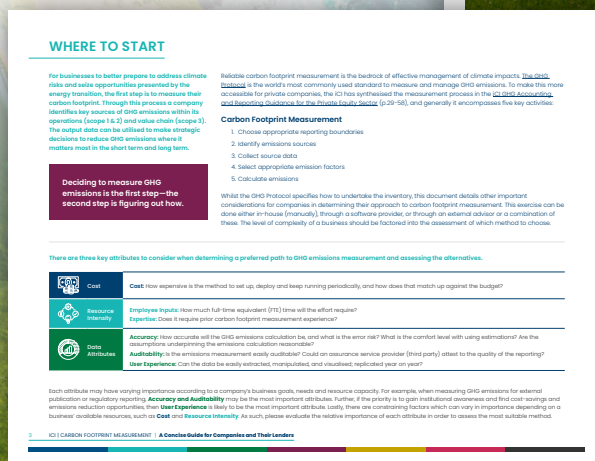 WHERE TO START
For businesses to better prepare to address climate
risks and seize opportunities presented by the
energy transition, the first step is to measure their
carbon footprint. Through this process a company
identifies key sources of GHG emissions within its
operations (scope 1 & 2) and value chain (scope 3).
The output data can be utilised to make strategic
decisions to reduce GHG emissions where it
matters most in the short term and long term.
Deciding to measure GHG
emissions is the first step—the
second step is figuring out how.
Reliable carbon footprint measurement is the bedrock of effective management of climate impacts. The GHG
Protocol is the world's most commonly used standard to measure and manage GHG emissions. To make this more
accessible for private companies, the iCI has synthesised the measurement process in the iCI GHG Accounting
and Reporting Guidance for the Private Equity Sector (p.29-58), and generally it encompasses five key activities:
Carbon Footprint Measurement
1. Choose appropriate reporting boundaries
2. Identify emissions sources
3. Collect source data
4. Select appropriate emission factors
5. Calculate emissions
Whilst the GHG Protocol specifies how to undertake the inventory, this document details other important
considerations for companies in determining their approach to carbon footprint measurement. This exercise can be
done either in-house (manually), through a software provider, or through an external advisor or a combination of
these. The level of complexity of a business should be factored into the assessment of which method to choose.
There are three key attributes to consider when determining a preferred path to GHG emissions measurement and assessing the alternatives.
Cost
Cost: How expensive is the method to set up, deploy and keep running periodically, and how does that match up against the budget?
Resource
Intensity
Employee Inputs: How much full-time equivalent (FTE) time will the effort require?
Expertise: Does it require prior carbon footprint measurement experience?
Data
Attributes
Accuracy: How accurate will the GHG emissions calculation be, and what is the error risk? What is the comfort level with using estimations? Are the
assumptions underpinning the emissions calculation reasonable?
Auditability: Is the emissions measurement easily auditable? Could an assurance service provider (third party) attest to the quality of the reporting?
User Experience: Can the data be easily extracted, manipulated, and visualised; replicated year on year?
Each attribute may have varying importance according to a company's business goals, needs and resource capacity. For example, when measuring GHG emissions for external
publication or regulatory reporting, Accuracy and Auditability may be the most important attributes. Further, if the priority is to gain institutional awareness and find cost-savings and
emissions reduction opportunities, then User Experience is likely to be the most important attribute. Lastly, there are constraining factors which can vary in importance depending on a
business' available resources, such as Cost and Resource Intensity. As such, please evaluate the relative importance of each attribute in order to assess the most suitable method.
3 ICI | CARBON FOOTPRINT MEASUREMENT | A Concise Guide for Companies and Their Lenders